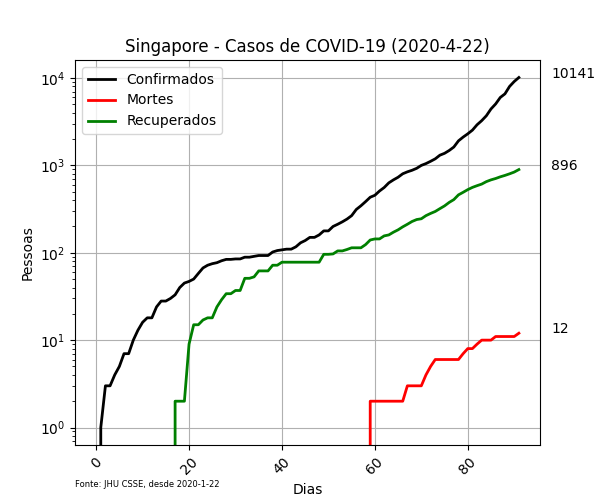 Singapore - Casos de COVID-19 (2020-4-22)
Confirmados
Mortes
Recuperados
10141
896
12
Pessoas
10⁴
10³
10²
10¹
10⁰
0 20 40 60 80
Dias
Fonte: JHU CSSE, desde 2020-1-22